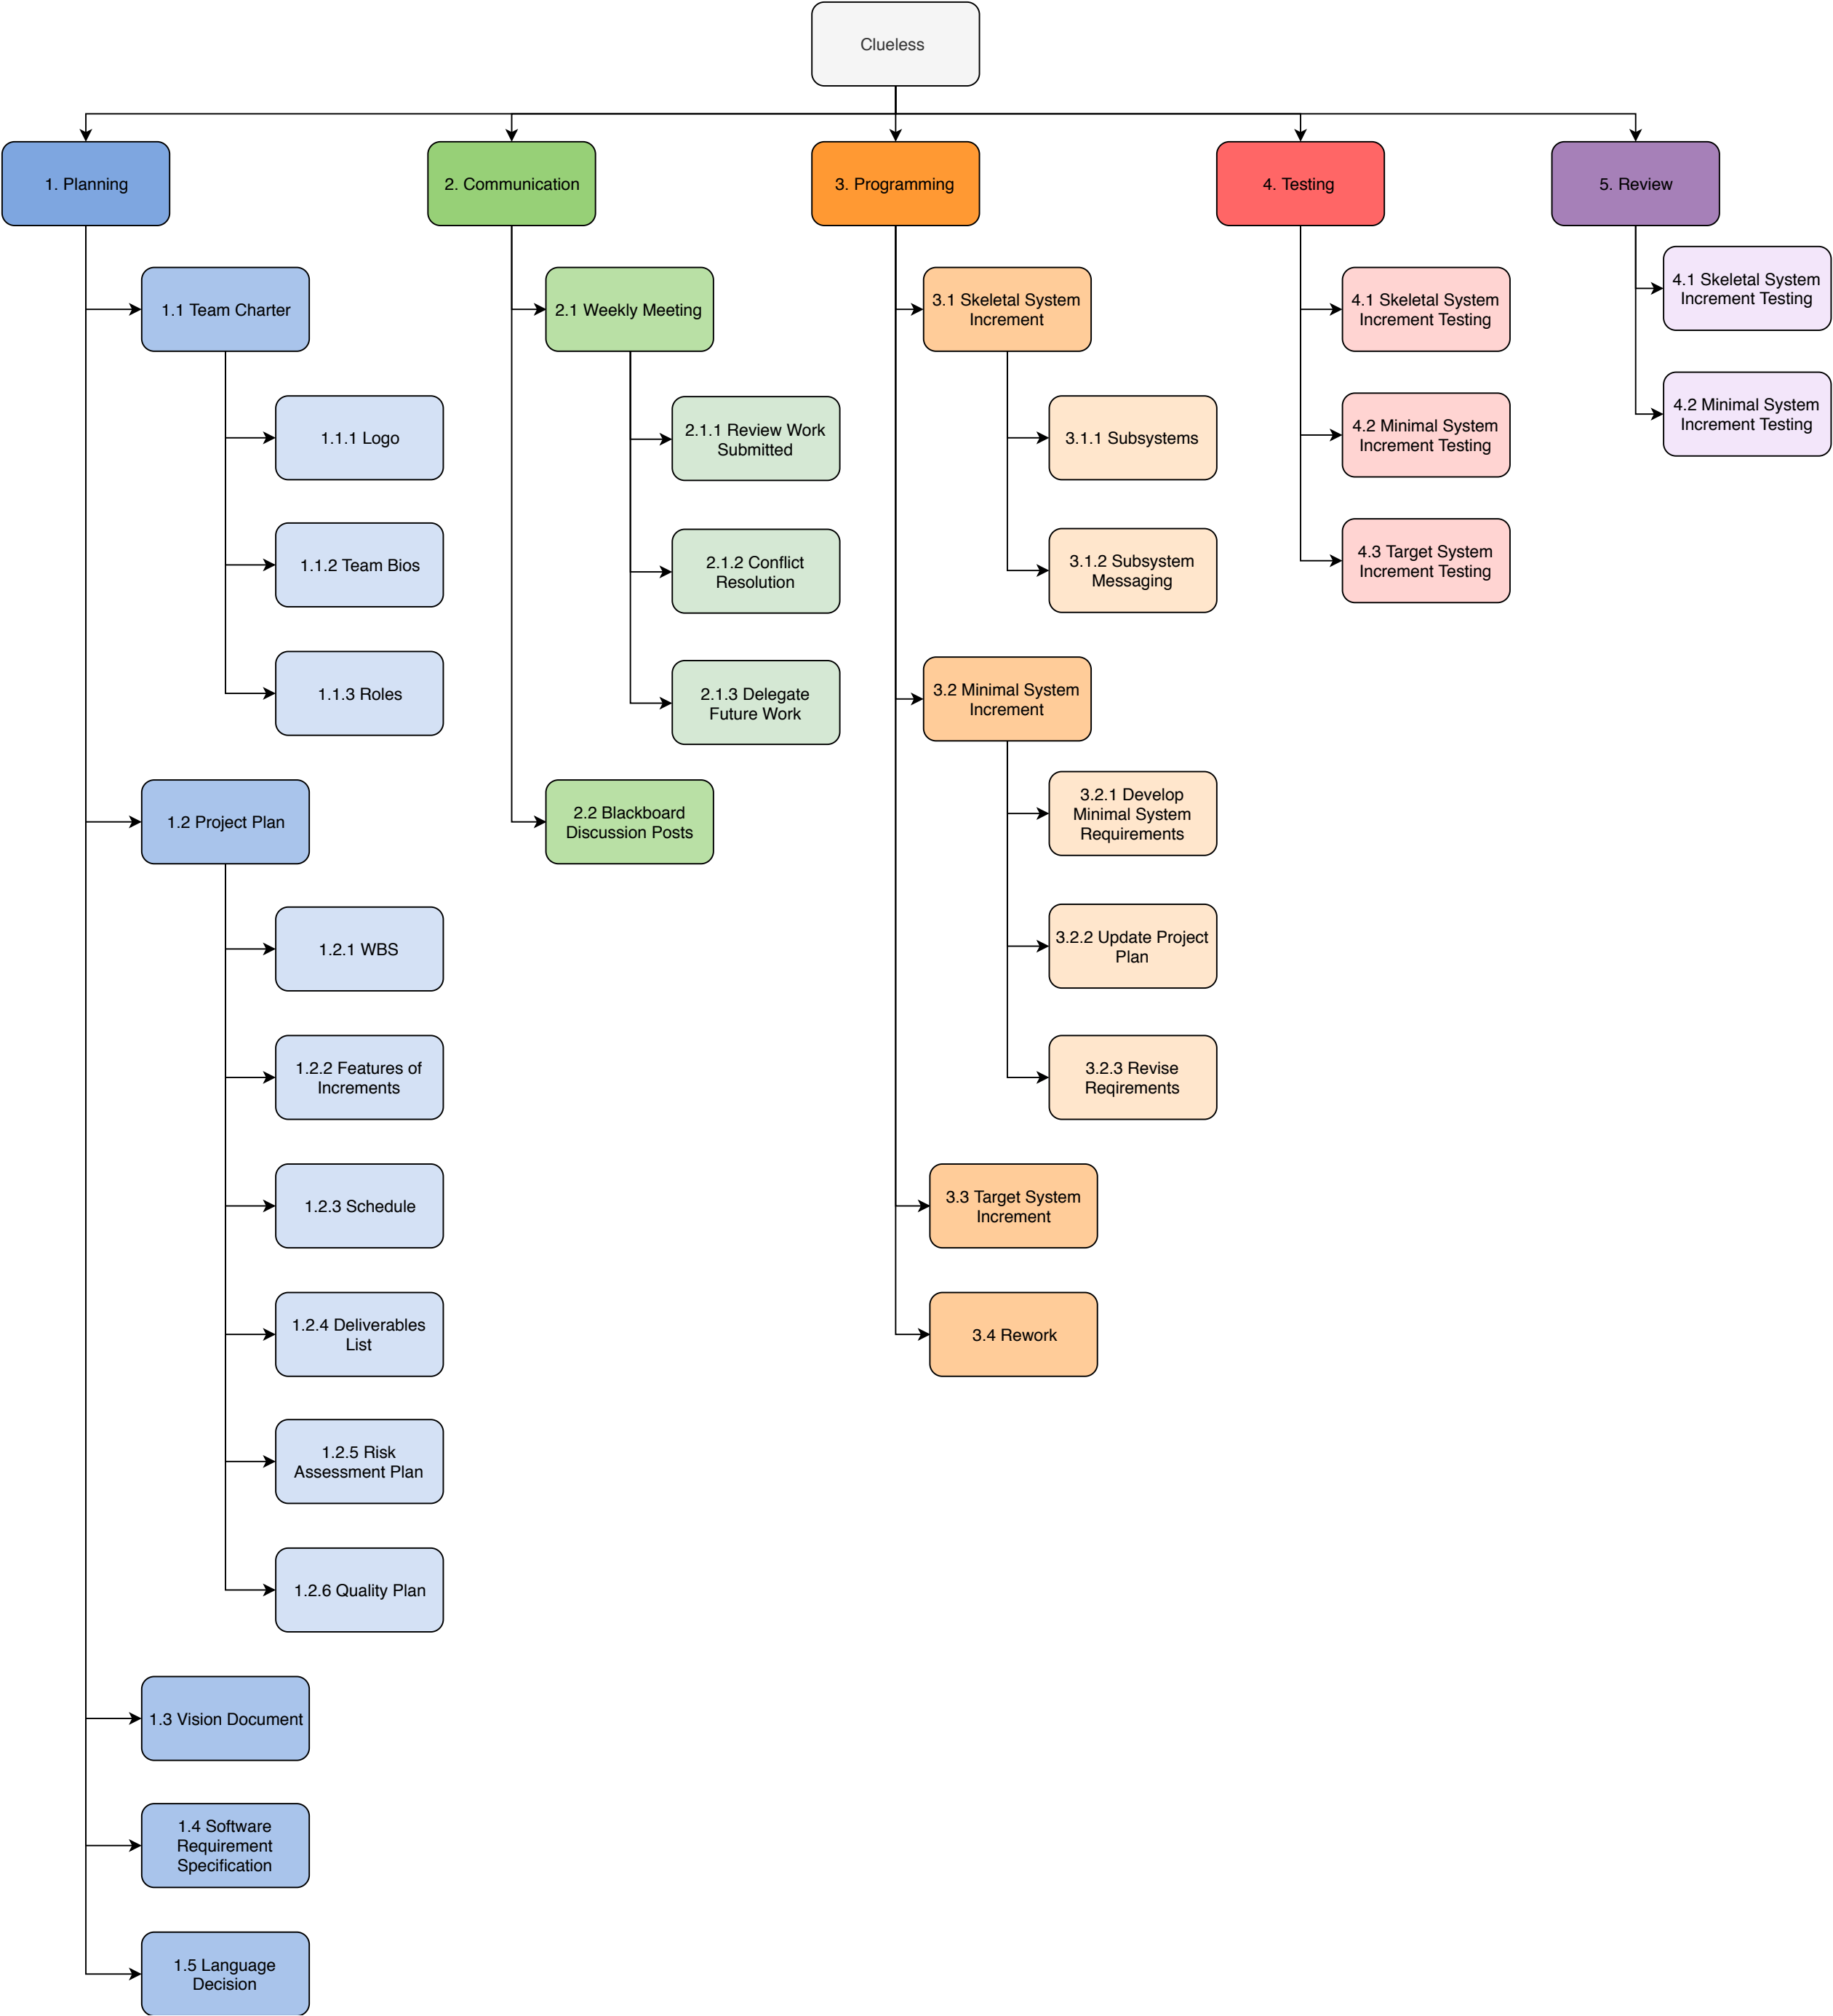 Clueless
1. Planning
2. Communication
3. Programming
4. Testing
5. Review
1.1 Team Charter
1.1.1 Logo
1.1.2 Team Bios
1.1.3 Roles
1.2 Project Plan
1.2.1 WBS
1.2.2 Features of
Increments
1.2.3 Schedule
1.2.4 Deliverables
List
1.2.5 Risk
Assessment Plan
1.2.6 Quality Plan
1.3 Vision Document
1.4 Software
Requirement
Specification
1.5 Language
Decision
2.1 Weekly Meeting
2.1.1 Review Work
Submitted
2.1.2 Conflict
Resolution
2.1.3 Delegate
Future Work
2.2 Blackboard
Discussion Posts
3.1 Skeletal System
Increment
3.1.1 Subsystems
3.1.2 Subsystem
Messaging
3.2 Minimal System
Increment
3.2.1 Develop
Minimal System
Requirements
3.2.2 Update Project
Plan
3.2.3 Revise
Reqirements
3.3 Target System
Increment
3.4 Rework
4.1 Skeletal System
Increment Testing
4.2 Minimal System
Increment Testing
4.3 Target System
Increment Testing
4.1 Skeletal System
Increment Testing
4.2 Minimal System
Increment Testing